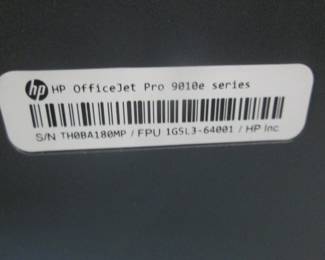 hp HP OfficeJet Pro 9010e series
S/N TH0BA180MP / FPU 1G5L3-64001 / HP Inc